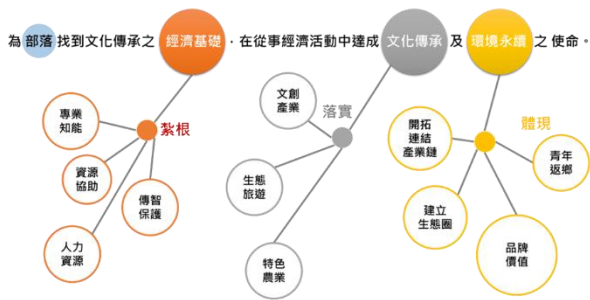 為 部落 找到文化傳承之 經濟基礎，在從事經濟活動中達成 文化傳承 及 環境永續 之 使命。
專業
知能
紮根
資源
協助
傳智
保護
人力
資源
文創
產業
落實
生態
旅遊
特色
農業
開拓
連結
產業鏈
體現
青年
返鄉
建立
生態圈
品牌
價值